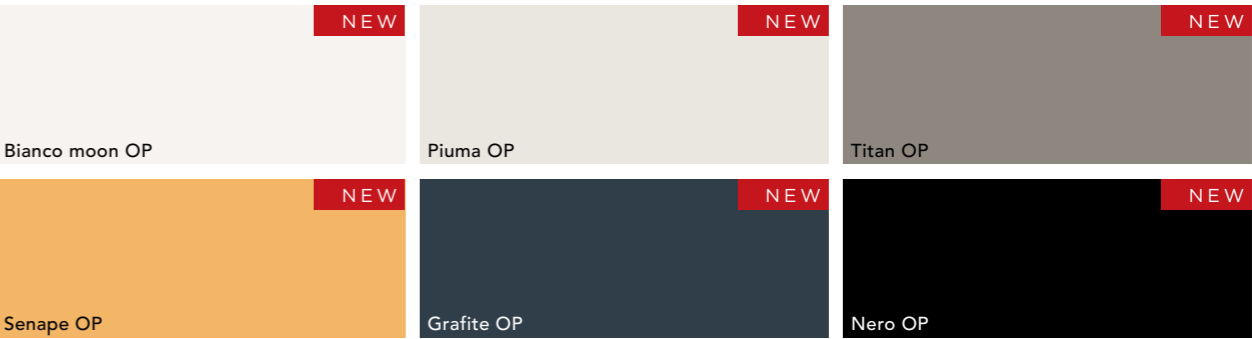 NEW
Bianco moon OP
NEW
Piuma OP
NEW
Titan OP
NEW
Senape OP
NEW
Grafite OP
NEW
Nero OP